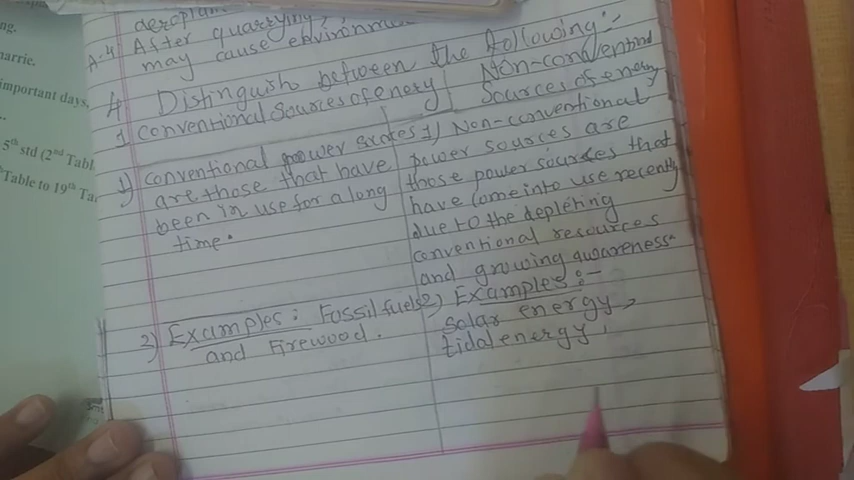 ng.
marrie.
important days,
5th std (2nd Tabl
Table to 19th Ta
aeroplan
A-4 After quarrying,
may cause environm
4 Distinguish between the following:-
1 Conventional Sources of enery
Non-conventional
Sources of energy
1) Conventional power sources
are those that have
been in use for a long
time.
2) Examples: Fossil fuels
and Firewood.
1) Non-conventional
power sources are
those power sources that
have come into use recently
due to the depleting
conventional resources
and growing awareness.
2) Examples:-
solar energy,
tidal energy,